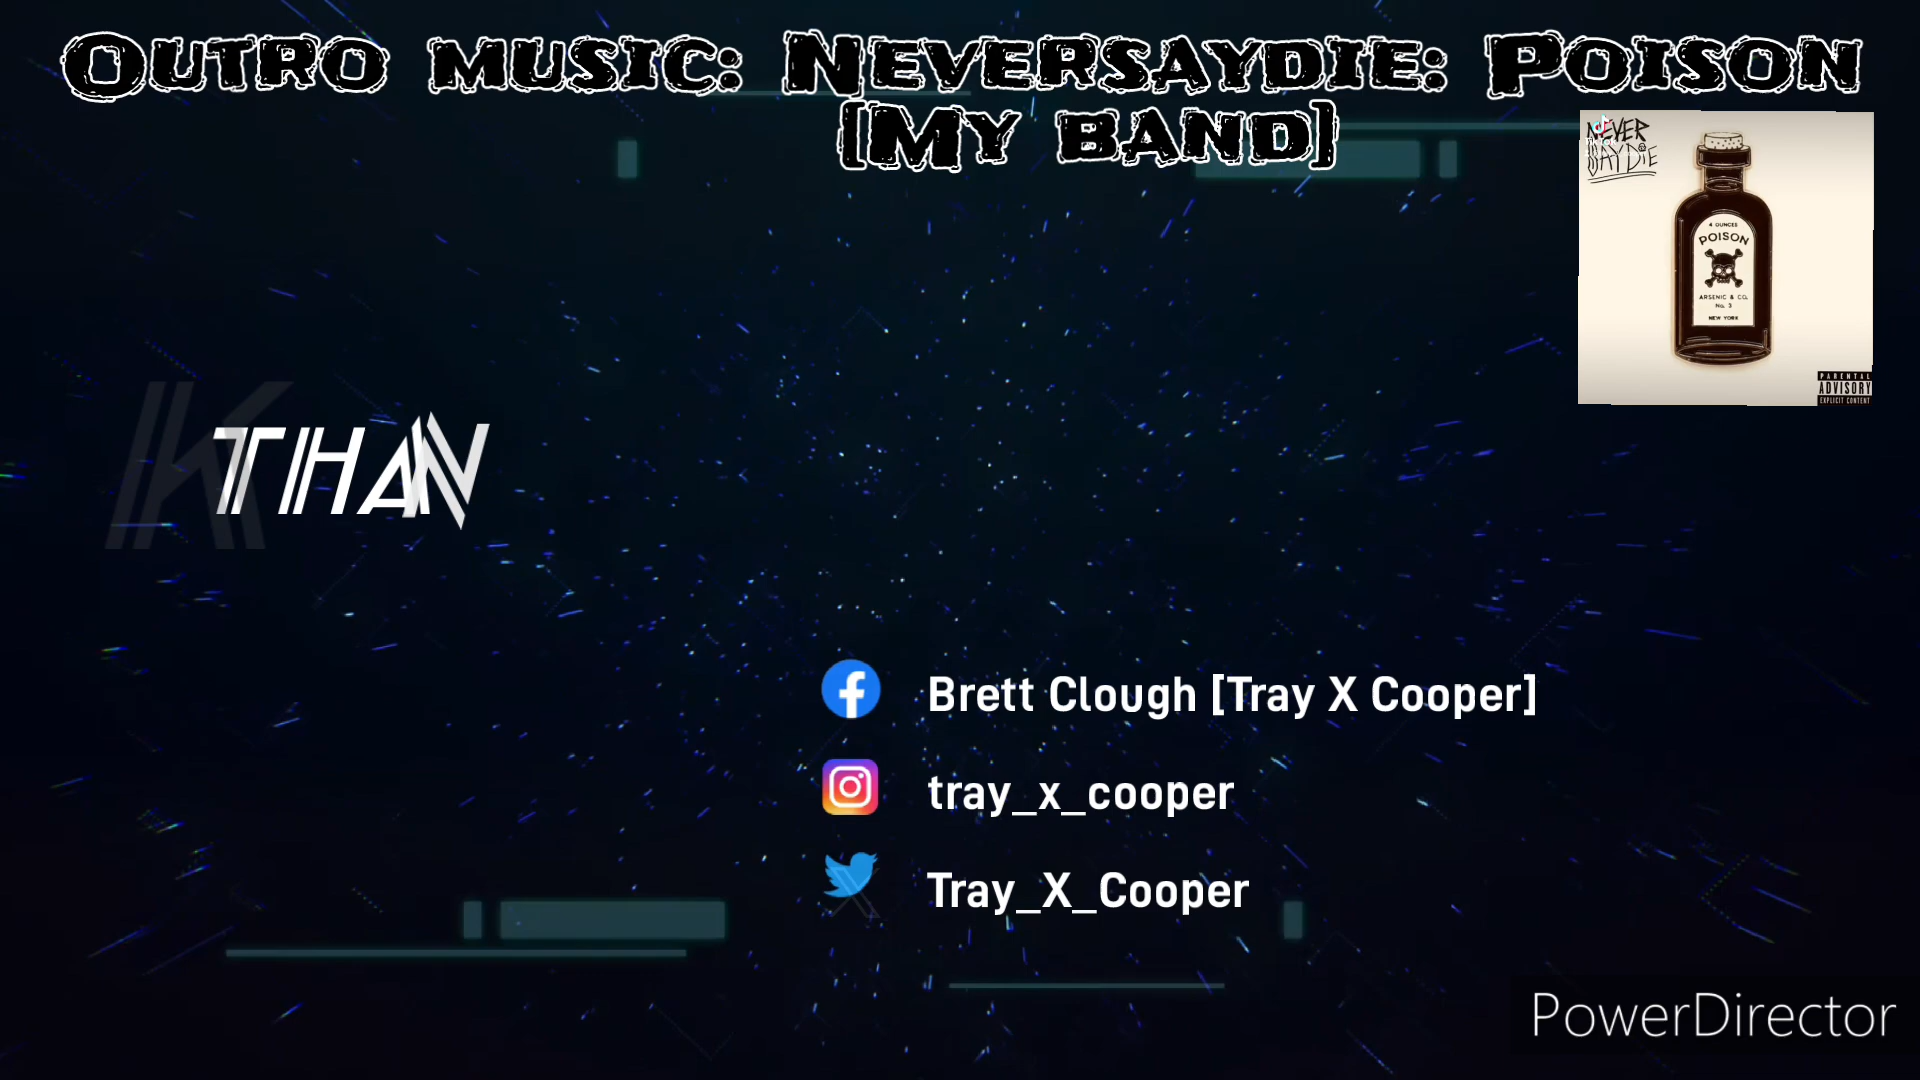 Outro music: Neversaydie: Poison
[My band]
NEVER
SAY DIE
4 OUNCES
POISON
ARSENIC & CO.
No. 3
NEW YORK
PARENTAL
ADVISORY
EXPLICIT CONTENT
THAN
K
Brett Clough [Tray X Cooper]
tray_x_cooper
Tray_X_Cooper
PowerDirector